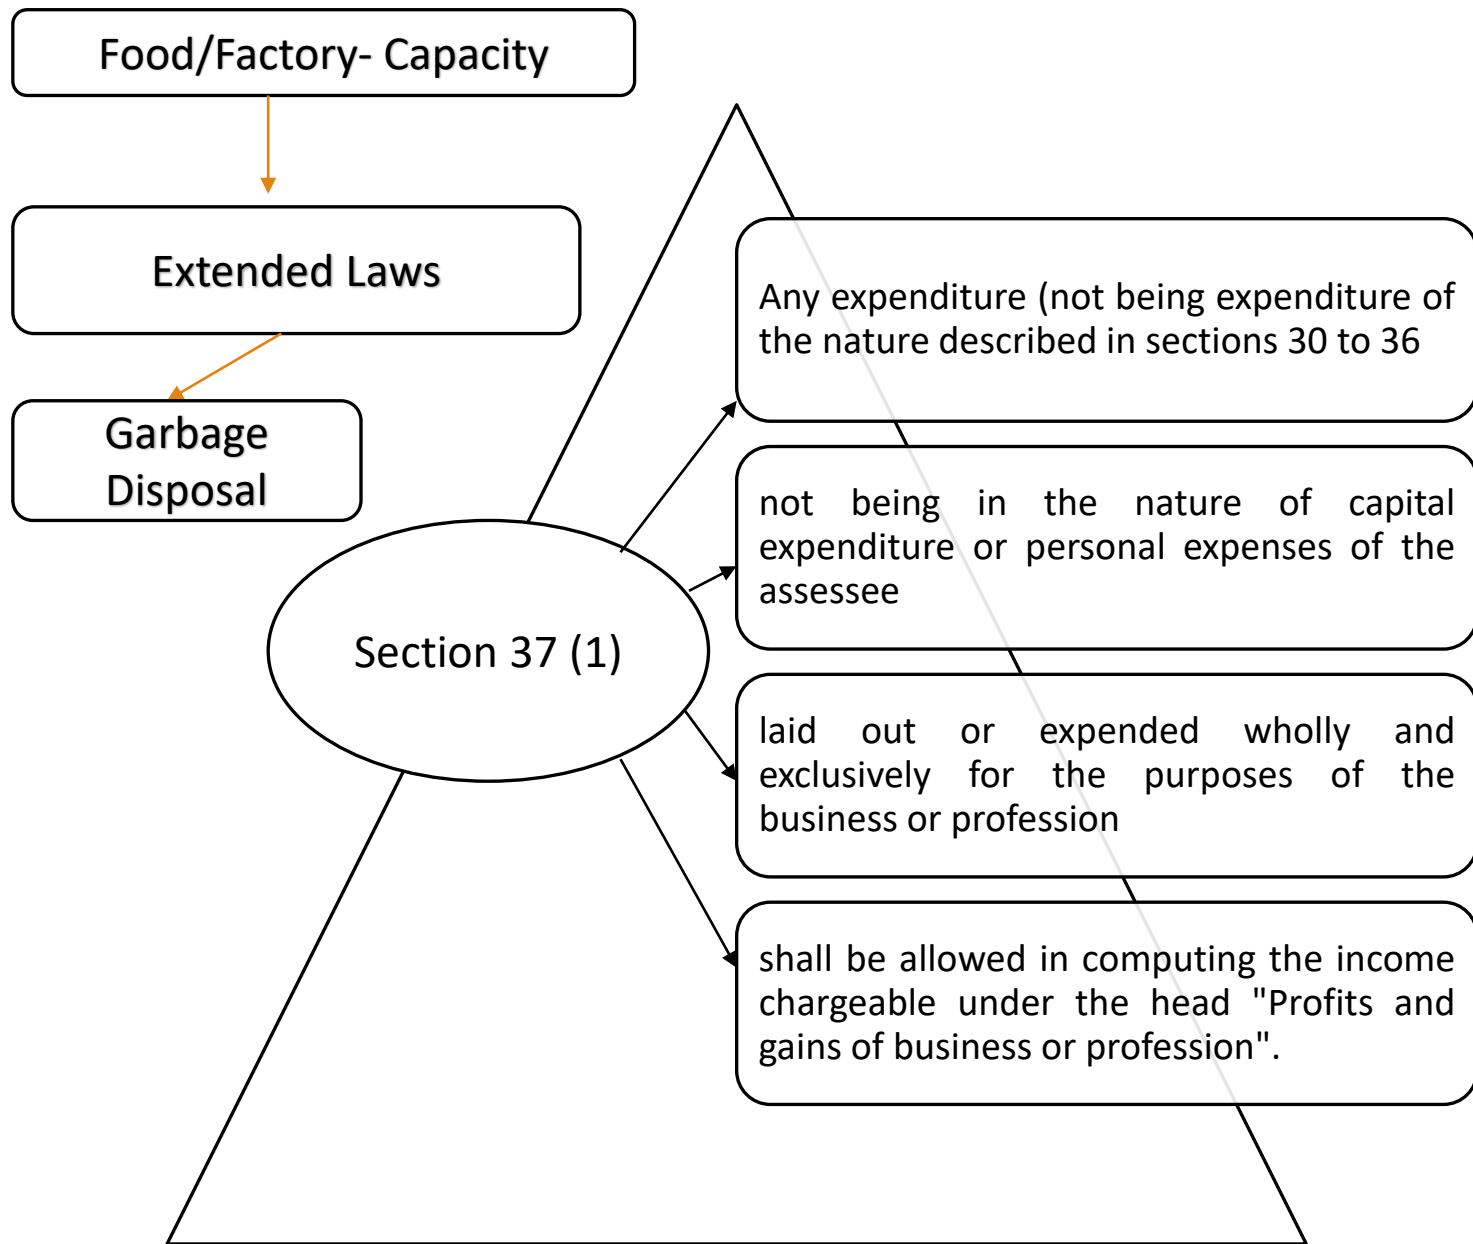 Food/Factory- Capacity
Extended Laws
Garbage
Disposal
Section 37 (1)
Any expenditure (not being expenditure of
the nature described in sections 30 to 36
not being in the nature of capital
expenditure or personal expenses of the
assessee
laid out or expended wholly and
exclusively for the purposes of the
business or profession
shall be allowed in computing the income
chargeable under the head "Profits and
gains of business or profession".